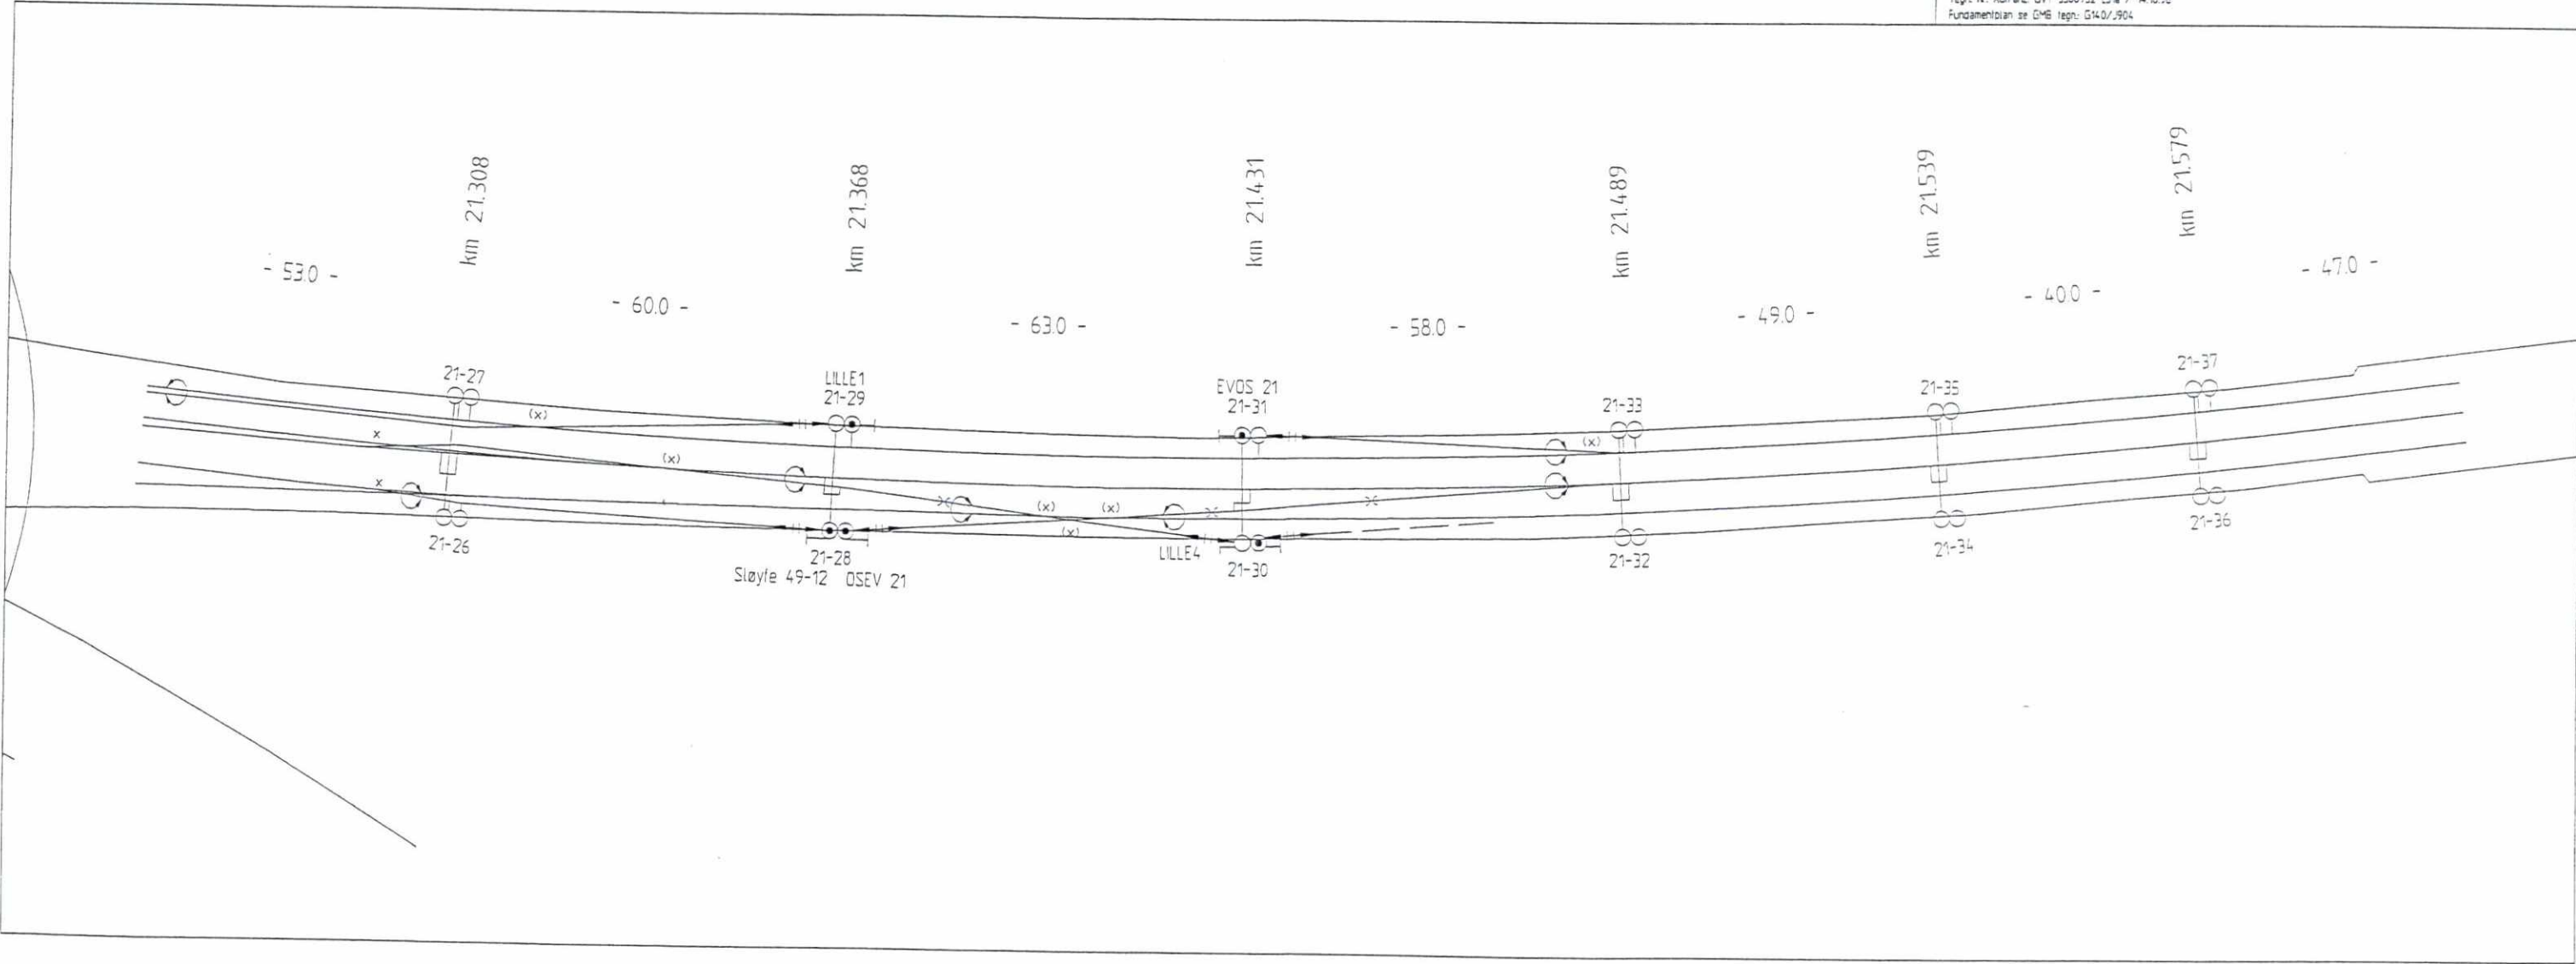 Fundamentplan se GMB tegn.: G140/J904
km 21.308
km 21.368
km 21.431
km 21.489
km 21.539
km 21.579
- 53.0 -
- 60.0 -
- 63.0 -
- 58.0 -
- 49.0 -
- 40.0 -
- 47.0 -
21-27
LILLE1
21-29
EVOS 21
21-31
21-33
21-35
21-37
(x)
(x)
x
(x)
x
(x)
(x)
(x)
21-26
21-28
Sløyfe 49-12 OSEV 21
LILLE4
21-30
21-32
21-34
21-36